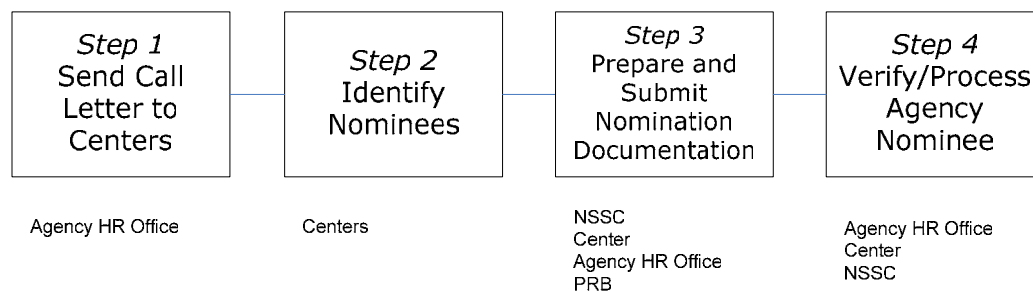 Step 1
Send Call
Letter to
Centers
Step 2
Identify
Nominees
Step 3
Prepare and
Submit
Nomination
Documentation
Step 4
Verify/Process
Agency
Nominee
Agency HR Office
Centers
NSSC
Center
Agency HR Office
PRB
Agency HR Office
Center
NSSC